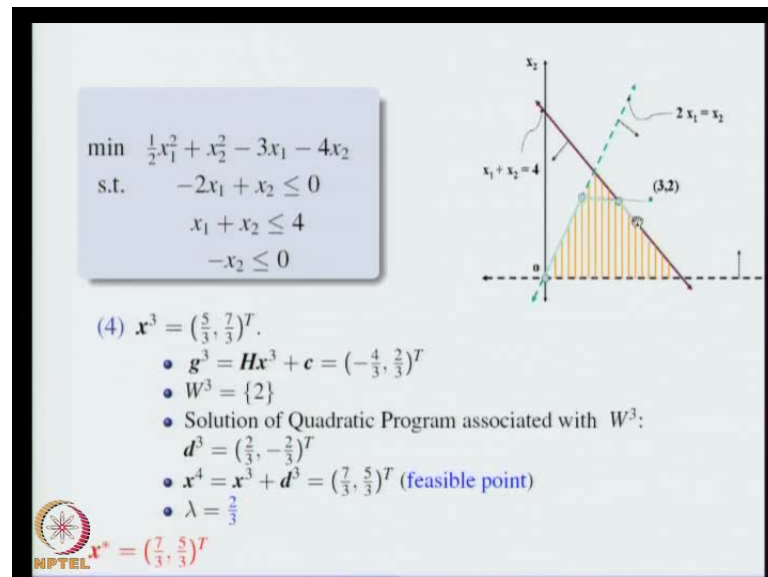 min ½x₁² + x₂² − 3x₁ − 4x₂
s.t. −2x₁ + x₂ ≤ 0
x₁ + x₂ ≤ 4
−x₂ ≤ 0
x₂
2 x₁ = x₂
x₁ + x₂ = 4
(3,2)
0
(4) x³ = (5/3, 7/3)ᵀ.
• g³ = Hx³ + c = (−4/3, 2/3)ᵀ
• W³ = {2}
• Solution of Quadratic Program associated with W³:
d³ = (2/3, −2/3)ᵀ
• x⁴ = x³ + d³ = (7/3, 5/3)ᵀ (feasible point)
• λ = 2/3
x* = (7/3, 5/3)ᵀ
NPTEL